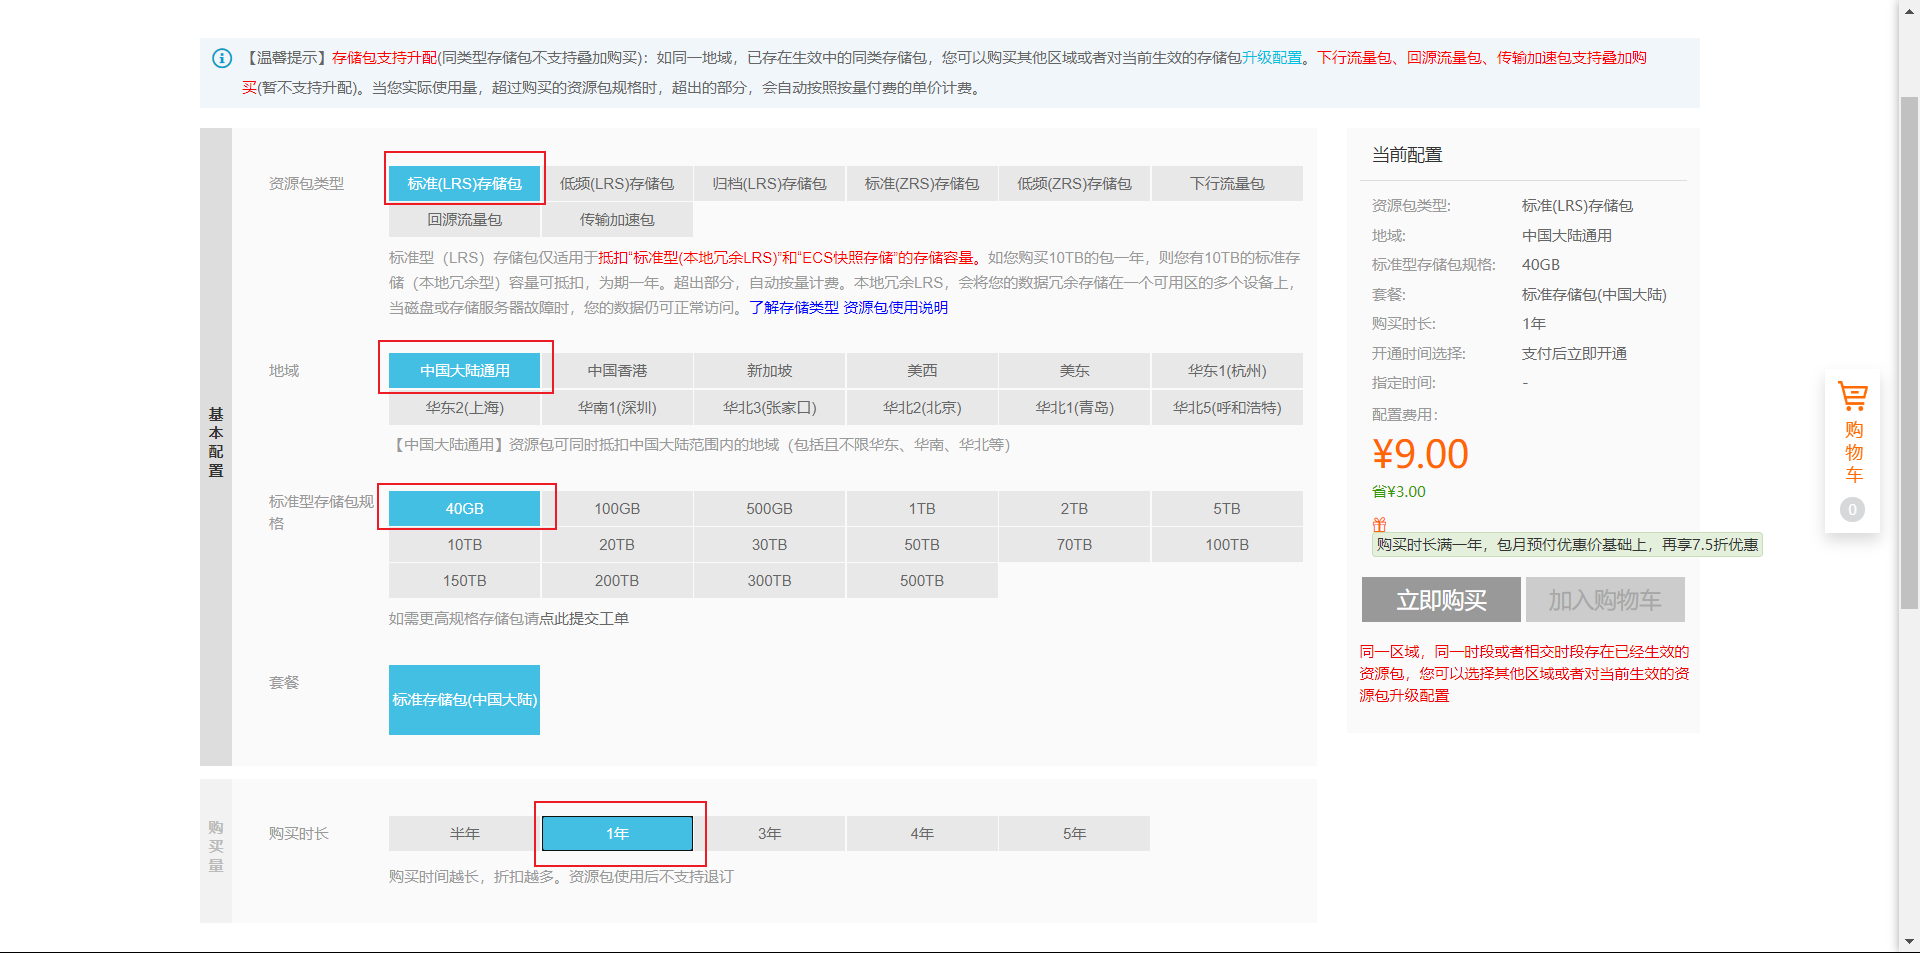 【温馨提示】存储包支持升配(同类型存储包不支持叠加购买)：如同一地域，已存在生效中的同类存储包，您可以购买其他区域或者对当前生效的存储包升级配置。下行流量包、回源流量包、传输加速包支持叠加购
买(暂不支持升配)。当您实际使用量，超过购买的资源包规格时，超出的部分，会自动按照按量付费的单价计费。
基本配置
资源包类型
标准(LRS)存储包 低频(LRS)存储包 归档(LRS)存储包 标准(ZRS)存储包 低频(ZRS)存储包 下行流量包
回源流量包 传输加速包
标准型（LRS）存储包仅适用于抵扣“标准型(本地冗余LRS)”和“ECS快照存储”的存储容量。如您购买10TB的包一年，则您有10TB的标准存
储（本地冗余型）容量可抵扣，为期一年。超出部分，自动按量计费。本地冗余LRS，会将您的数据冗余存储在一个可用区的多个设备上，
当磁盘或存储服务器故障时，您的数据仍可正常访问。了解存储类型 资源包使用说明
地域
中国大陆通用 中国香港 新加坡 美西 美东 华东1(杭州)
华东2(上海) 华南1(深圳) 华北3(张家口) 华北2(北京) 华北1(青岛) 华北5(呼和浩特)
【中国大陆通用】资源包可同时抵扣中国大陆范围内的地域（包括且不限华东、华南、华北等）
标准型存储包规
格
40GB 100GB 500GB 1TB 2TB 5TB
10TB 20TB 30TB 50TB 70TB 100TB
150TB 200TB 300TB 500TB
如需更高规格存储包请点此提交工单
套餐
标准存储包(中国大陆)
购买量
购买时长
半年 1年 3年 4年 5年
购买时间越长，折扣越多。资源包使用后不支持退订
当前配置
资源包类型: 标准(LRS)存储包
地域: 中国大陆通用
标准型存储包规格: 40GB
套餐: 标准存储包(中国大陆)
购买时长: 1年
开通时间选择: 支付后立即开通
指定时间: -
配置费用:
¥9.00
省¥3.00
购买时长满一年，包月预付优惠价基础上，再享7.5折优惠
立即购买 加入购物车
同一区域，同一时段或者相交时段存在已经生效的
资源包，您可以选择其他区域或者对当前生效的资
源包升级配置
购物车
0